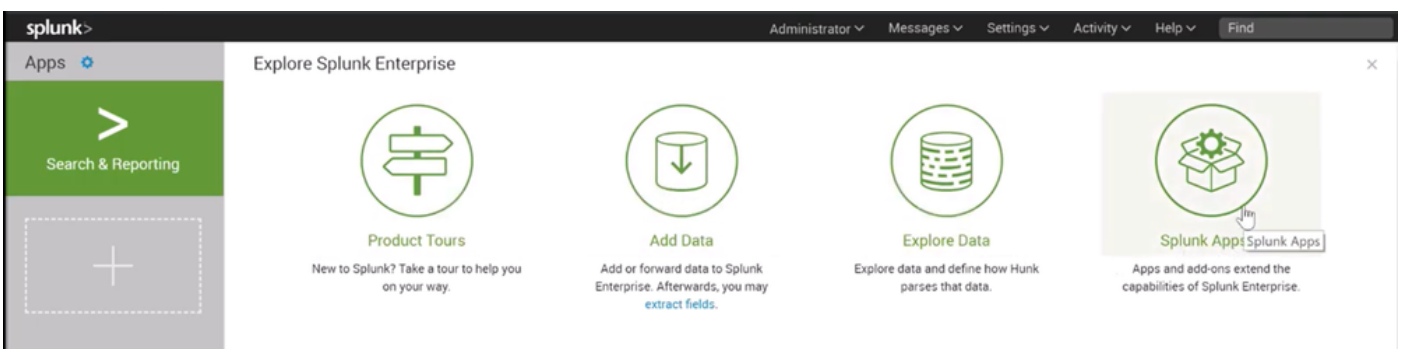 splunk>
Administrator
Messages
Settings
Activity
Help
Find
Apps
Explore Splunk Enterprise
Search & Reporting
Product Tours
New to Splunk? Take a tour to help you
on your way.
Add Data
Add or forward data to Splunk
Enterprise. Afterwards, you may
extract fields.
Explore Data
Explore data and define how Hunk
parses that data.
Splunk Apps
Splunk Apps
Apps and add-ons extend the
capabilities of Splunk Enterprise.